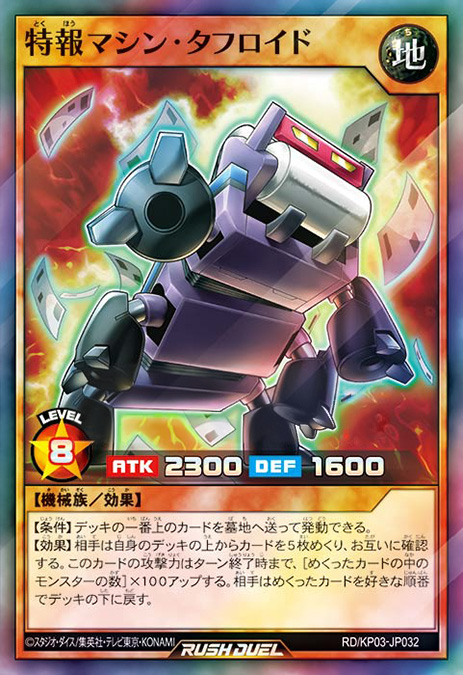 特報マシン・タフロイド
地
LEVEL
8
ATK 2300 DEF 1600
【機械族／効果】
【条件】デッキの一番上のカードを墓地へ送って発動できる。
【効果】相手は自身のデッキの上からカードを5枚めくり、お互いに確認
する。このカードの攻撃力はターン終了時まで、［めくったカードの中の
モンスターの数］×100アップする。相手はめくったカードを好きな順番
でデッキの下に戻す。
©スタジオ・ダイス/集英社・テレビ東京・KONAMI
RUSH DUEL
RD/KP03-JP032